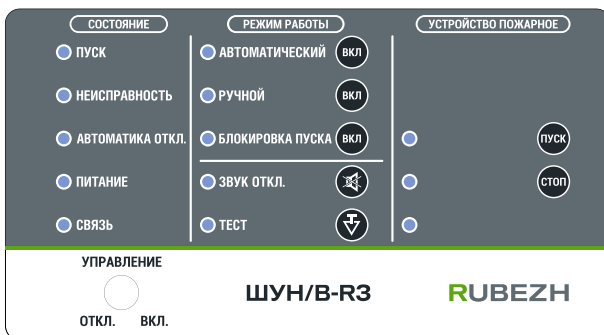 СОСТОЯНИЕ
ПУСК
НЕИСПРАВНОСТЬ
АВТОМАТИКА ОТКЛ.
ПИТАНИЕ
СВЯЗЬ
РЕЖИМ РАБОТЫ
АВТОМАТИЧЕСКИЙ ВКЛ
РУЧНОЙ ВКЛ
БЛОКИРОВКА ПУСКА ВКЛ
ЗВУК ОТКЛ.
ТЕСТ
УСТРОЙСТВО ПОЖАРНОЕ
ПУСК
СТОП
УПРАВЛЕНИЕ
ОТКЛ. ВКЛ.
ШУН/В-R3
RUBEZH